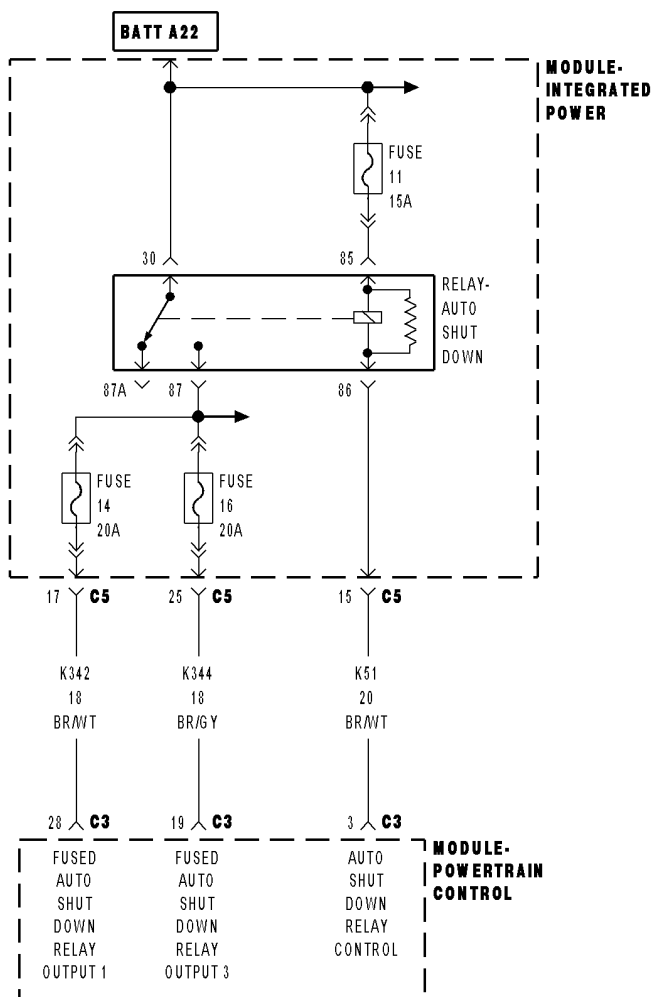 BATT A22
MODULE-
INTEGRATED
POWER
FUSE
11
15A
30
85
RELAY-
AUTO
SHUT
DOWN
87A
87
86
FUSE
14
20A
FUSE
16
20A
17
C5
25
C5
15
C5
K342
18
BR/WT
K344
18
BR/GY
K51
20
BR/WT
28
C3
19
C3
3
C3
MODULE-
POWERTRAIN
CONTROL
FUSED
AUTO
SHUT
DOWN
RELAY
OUTPUT 1
FUSED
AUTO
SHUT
DOWN
RELAY
OUTPUT 3
AUTO
SHUT
DOWN
RELAY
CONTROL